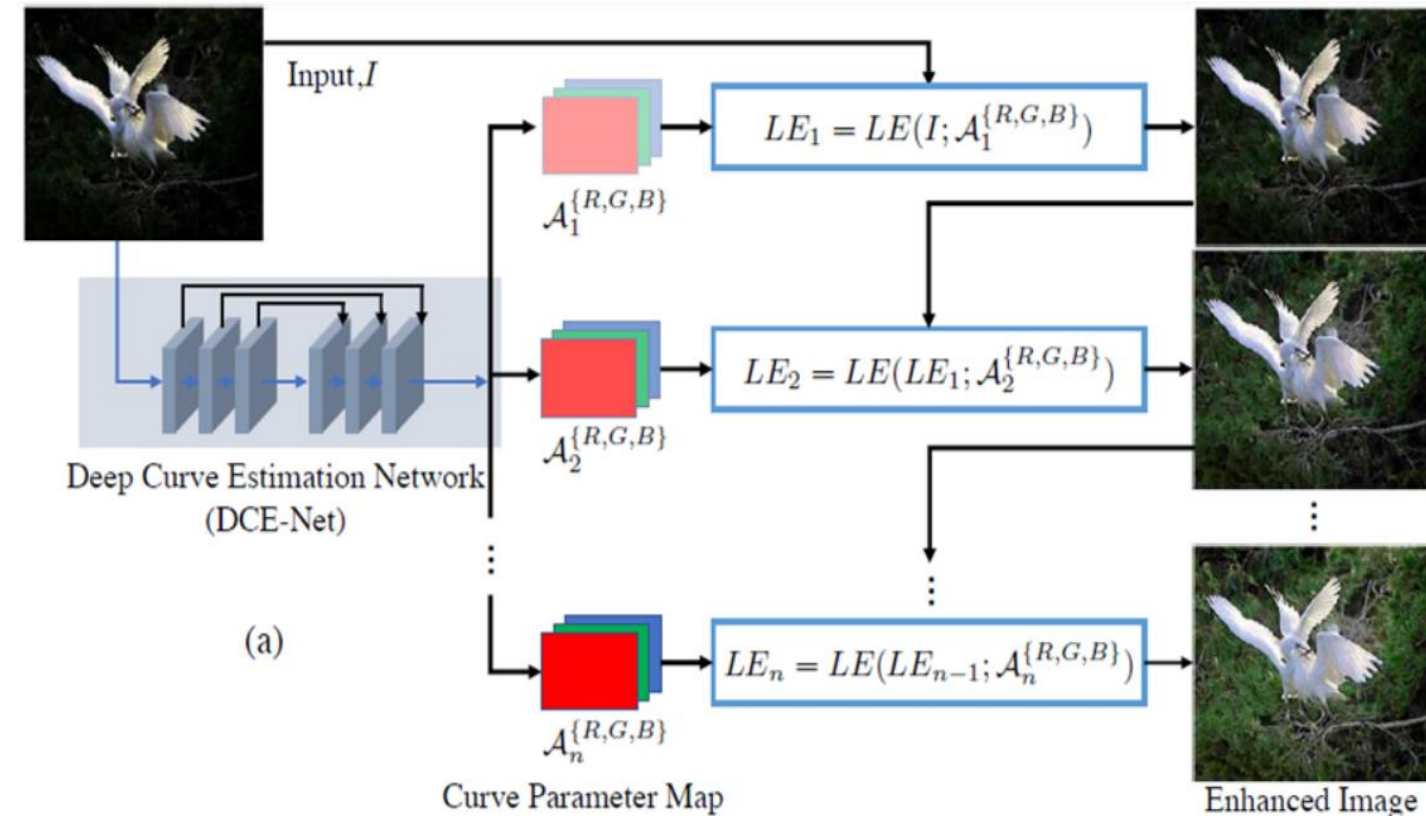 Input,I
LE₁ = LE(I; 𝒜₁^{R,G,B})
𝒜₁^{R,G,B}
LE₂ = LE(LE₁; 𝒜₂^{R,G,B})
𝒜₂^{R,G,B}
Deep Curve Estimation Network
(DCE-Net)
⋮
⋮
⋮
(a)
LEₙ = LE(LEₙ₋₁; 𝒜ₙ^{R,G,B})
𝒜ₙ^{R,G,B}
Curve Parameter Map
Enhanced Image